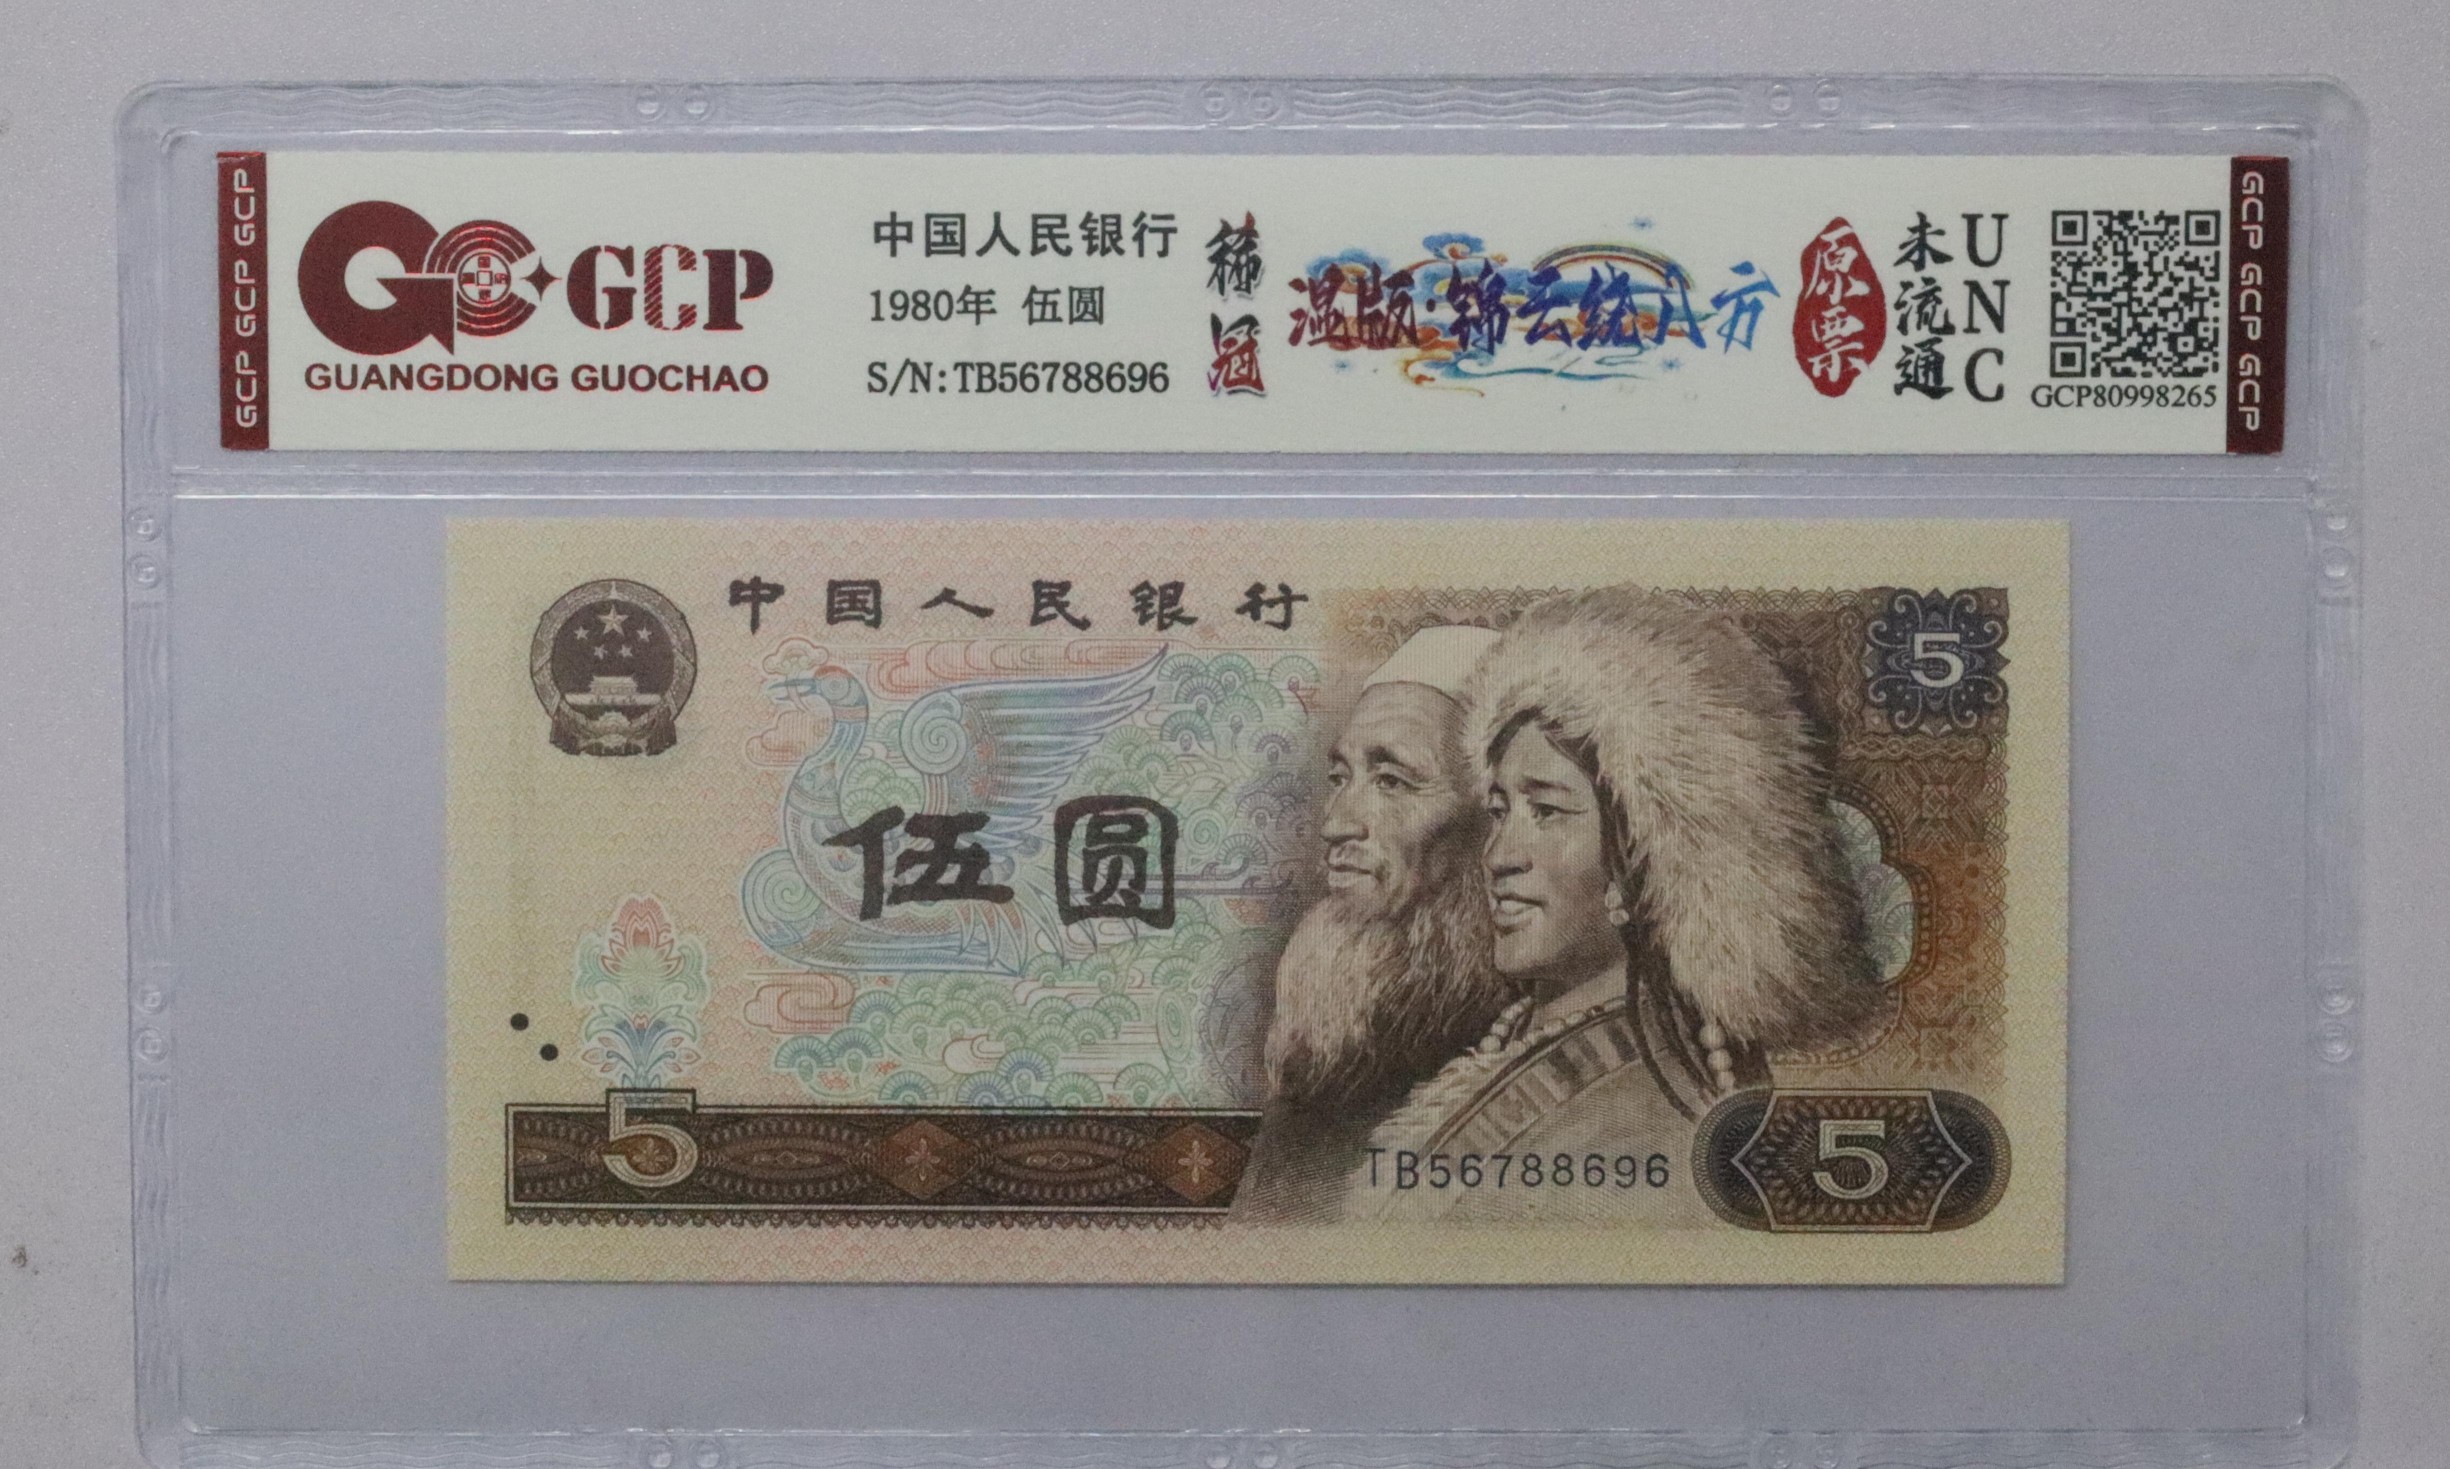 GCP GCP GCP
GCP
GUANGDONG GUOCHAO
中国人民银行
1980年 伍圆
S/N:TB56788696
稀冠
温版·锦云绕八方
原票
未流通
UNC
GCP80998265
GCP GCP GCP
中国人民银行
5
伍圆
5
TB56788696
5